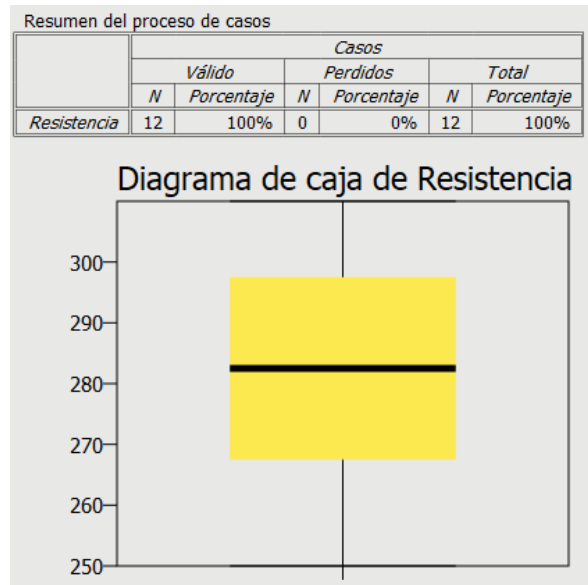 Resumen del proceso de casos
Casos
Válido Perdidos Total
N Porcentaje N Porcentaje N Porcentaje
Resistencia 12 100% 0 0% 12 100%
Diagrama de caja de Resistencia
300
290
280
270
260
250